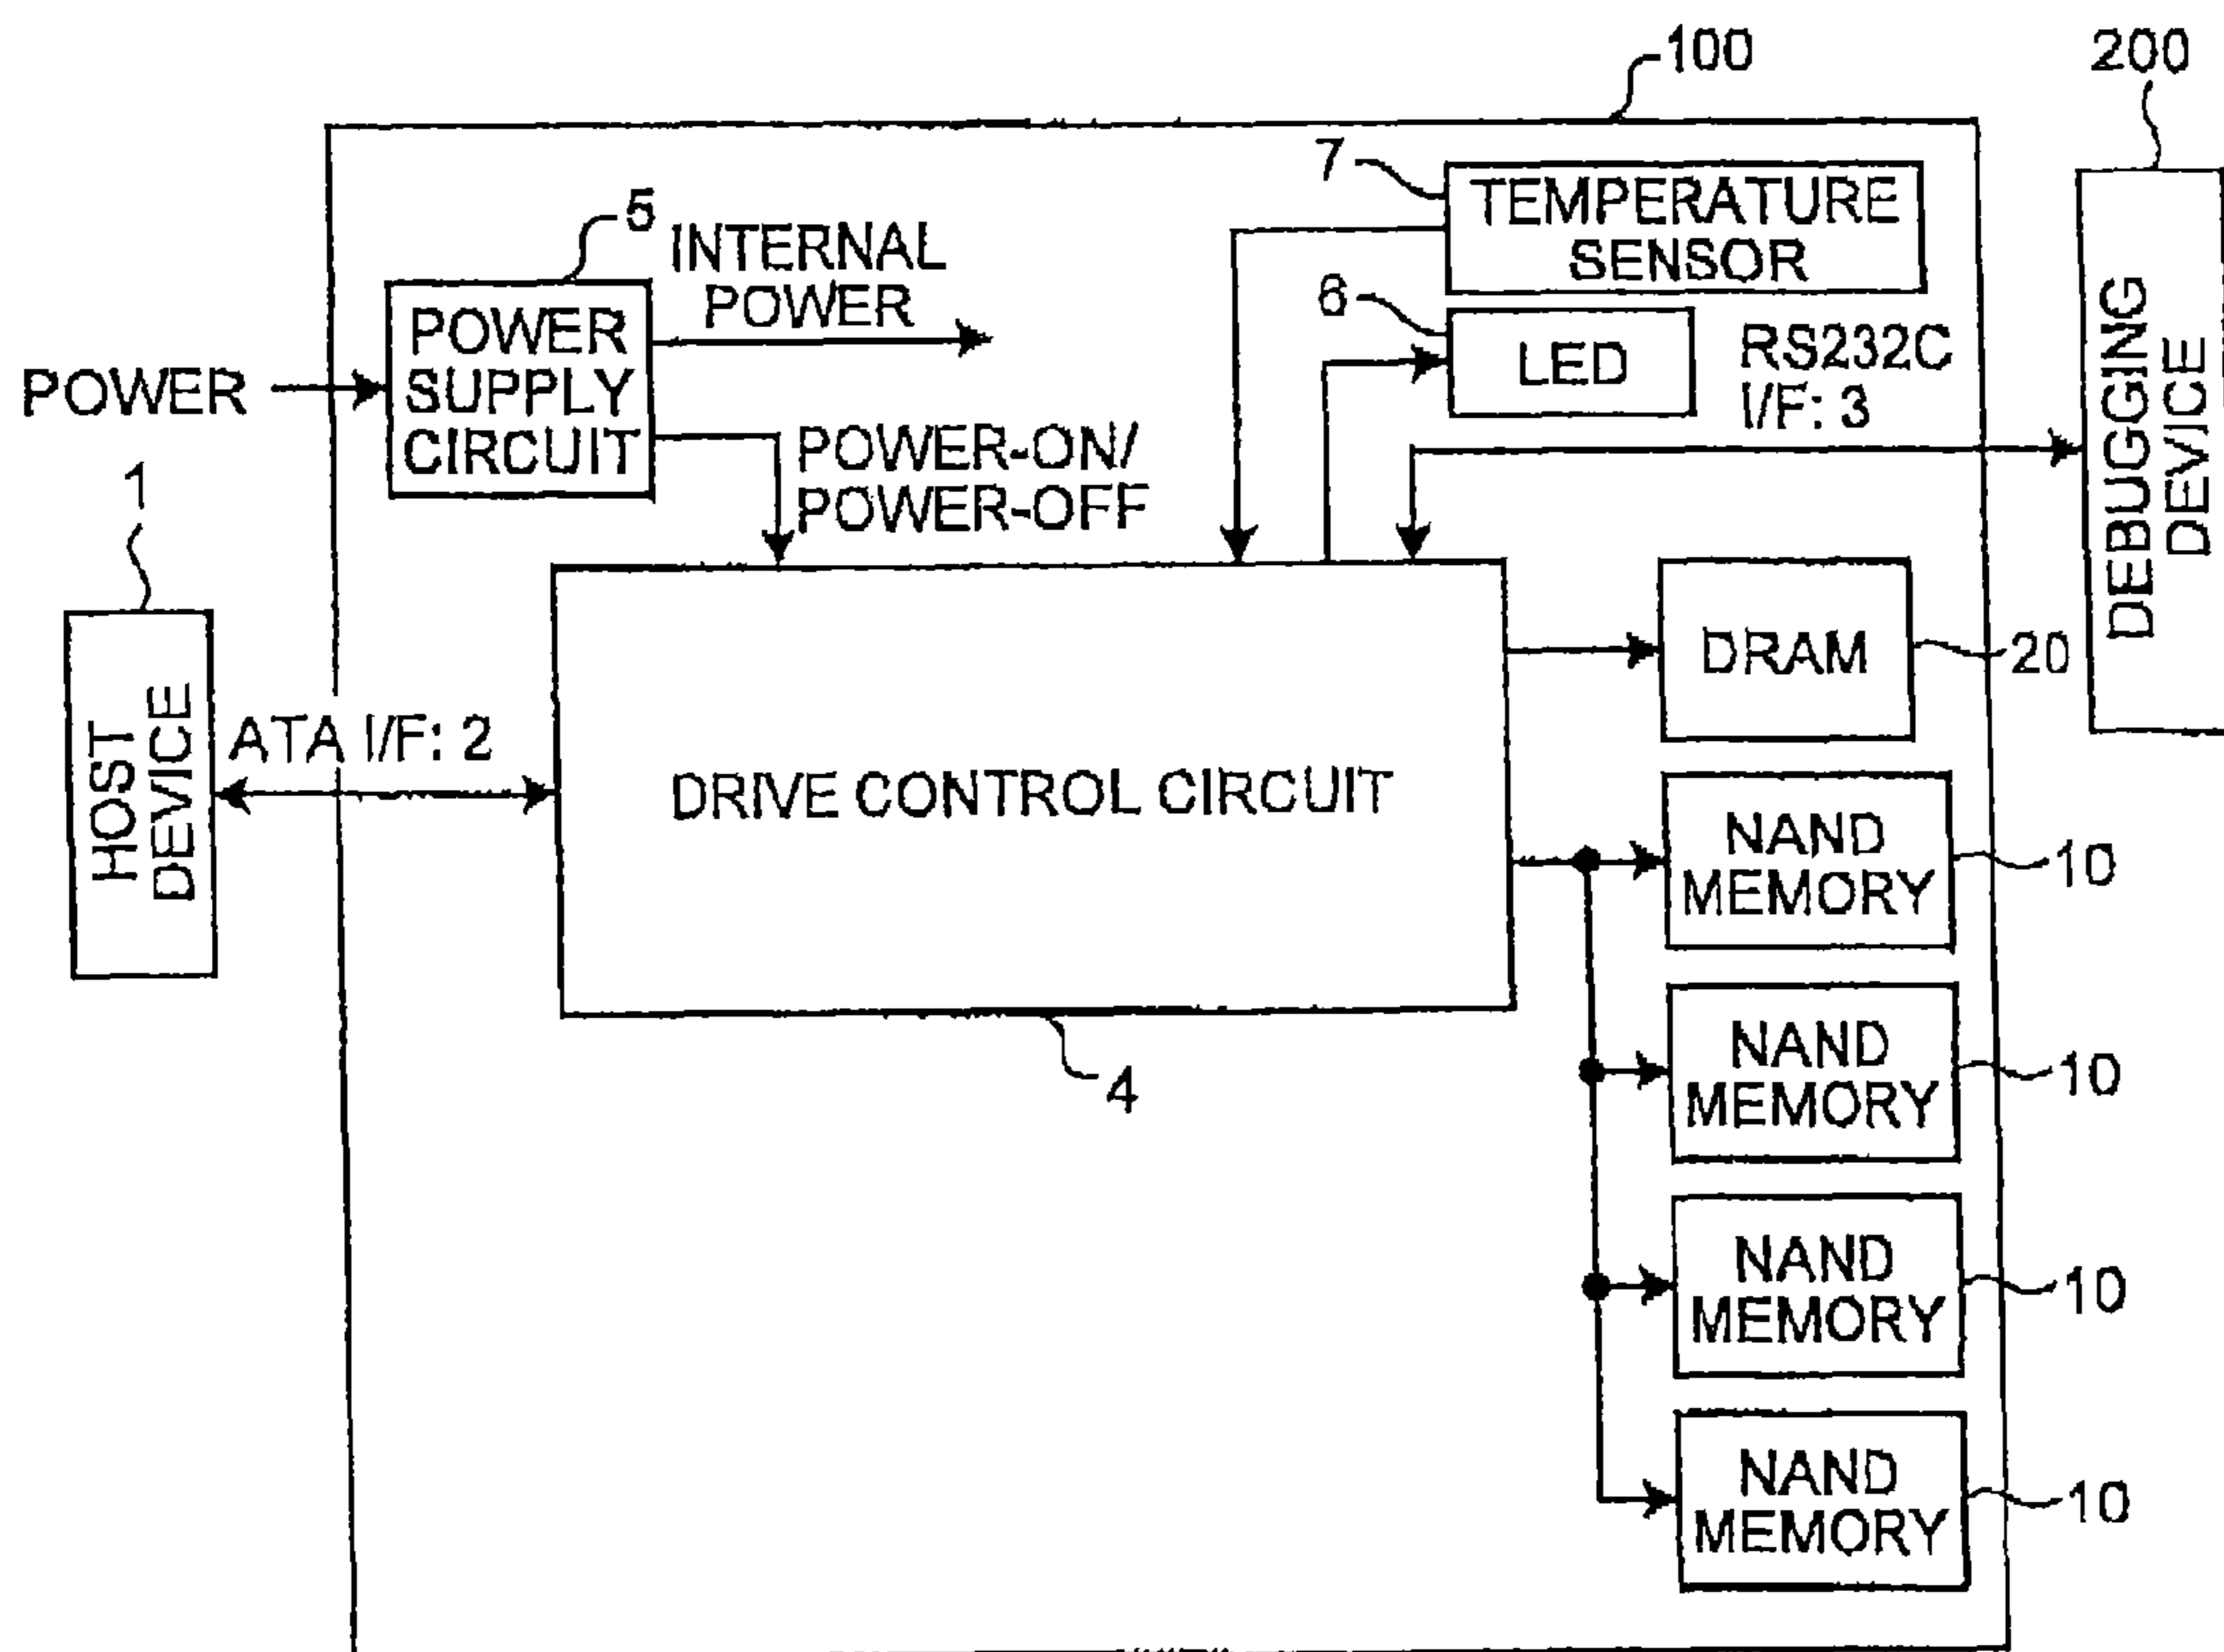 100
200
7
TEMPERATURE
SENSOR
5
INTERNAL
POWER
6
LED
RS232C
I/F: 3
POWER
SUPPLY
CIRCUIT
POWER
POWER-ON/
POWER-OFF
DEBUGGING
DEVICE
1
HOST
DEVICE
ATA I/F: 2
DRIVE CONTROL CIRCUIT
4
DRAM
20
NAND
MEMORY
10
NAND
MEMORY
10
NAND
MEMORY
10
NAND
MEMORY
10